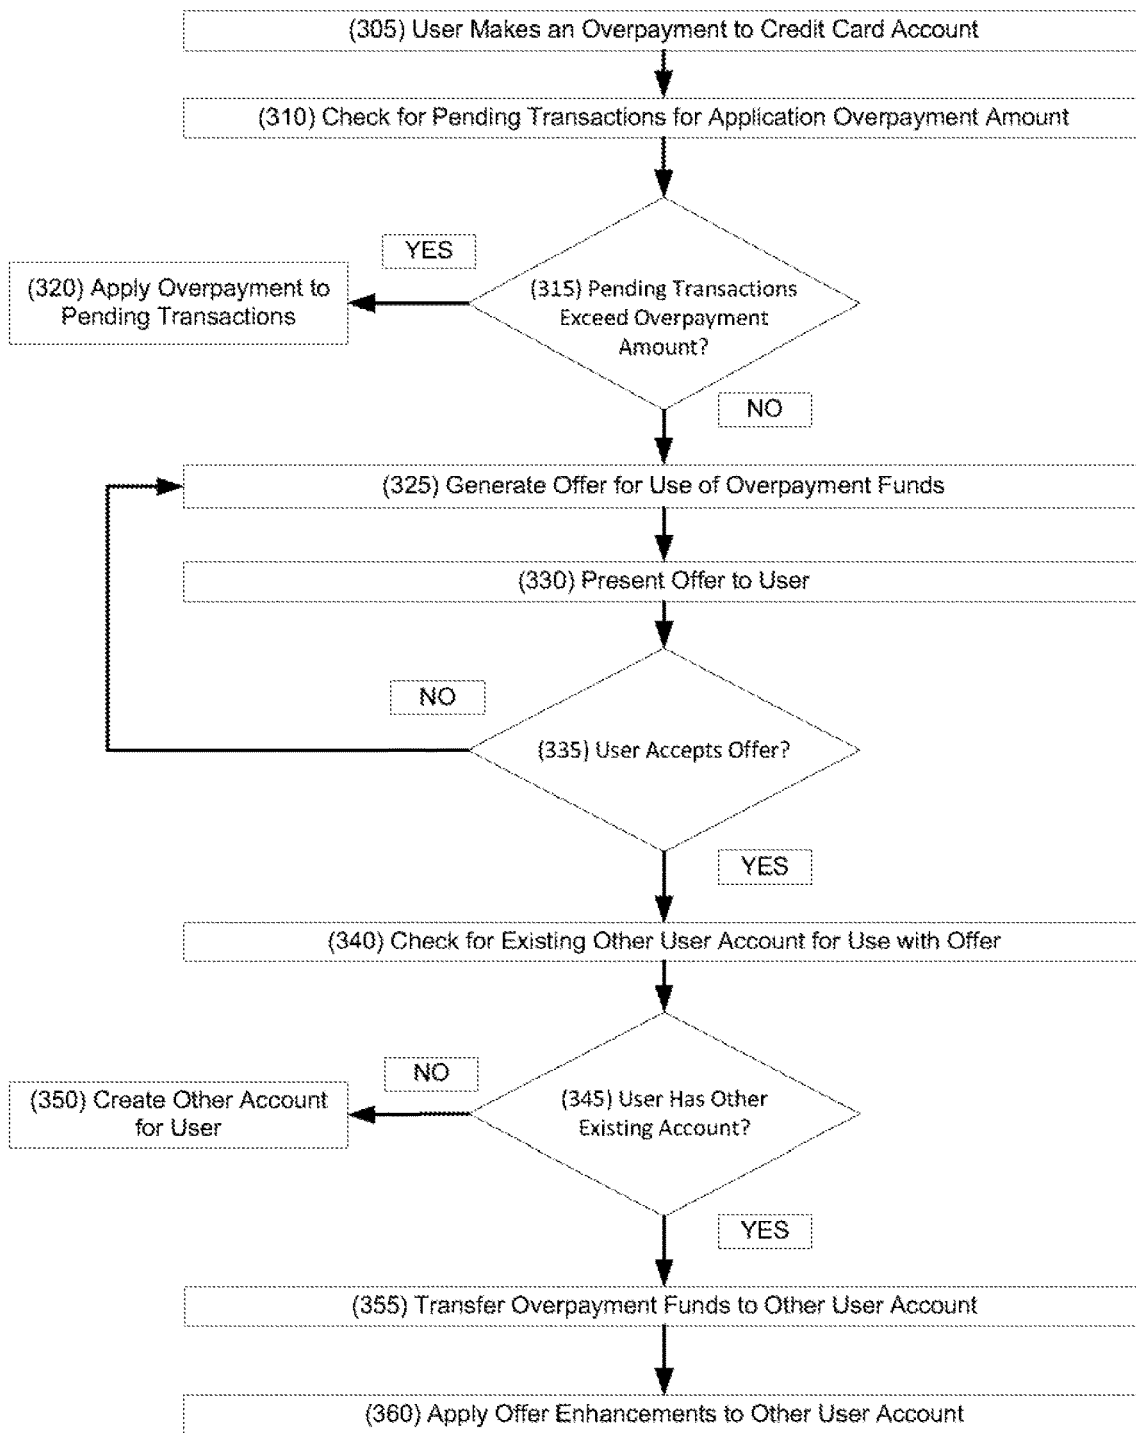 (305) User Makes an Overpayment to Credit Card Account
(310) Check for Pending Transactions for Application Overpayment Amount
YES
(320) Apply Overpayment to
Pending Transactions
(315) Pending Transactions
Exceed Overpayment
Amount?
NO
(325) Generate Offer for Use of Overpayment Funds
(330) Present Offer to User
NO
(335) User Accepts Offer?
YES
(340) Check for Existing Other User Account for Use with Offer
NO
(350) Create Other Account
for User
(345) User Has Other
Existing Account?
YES
(355) Transfer Overpayment Funds to Other User Account
(360) Apply Offer Enhancements to Other User Account